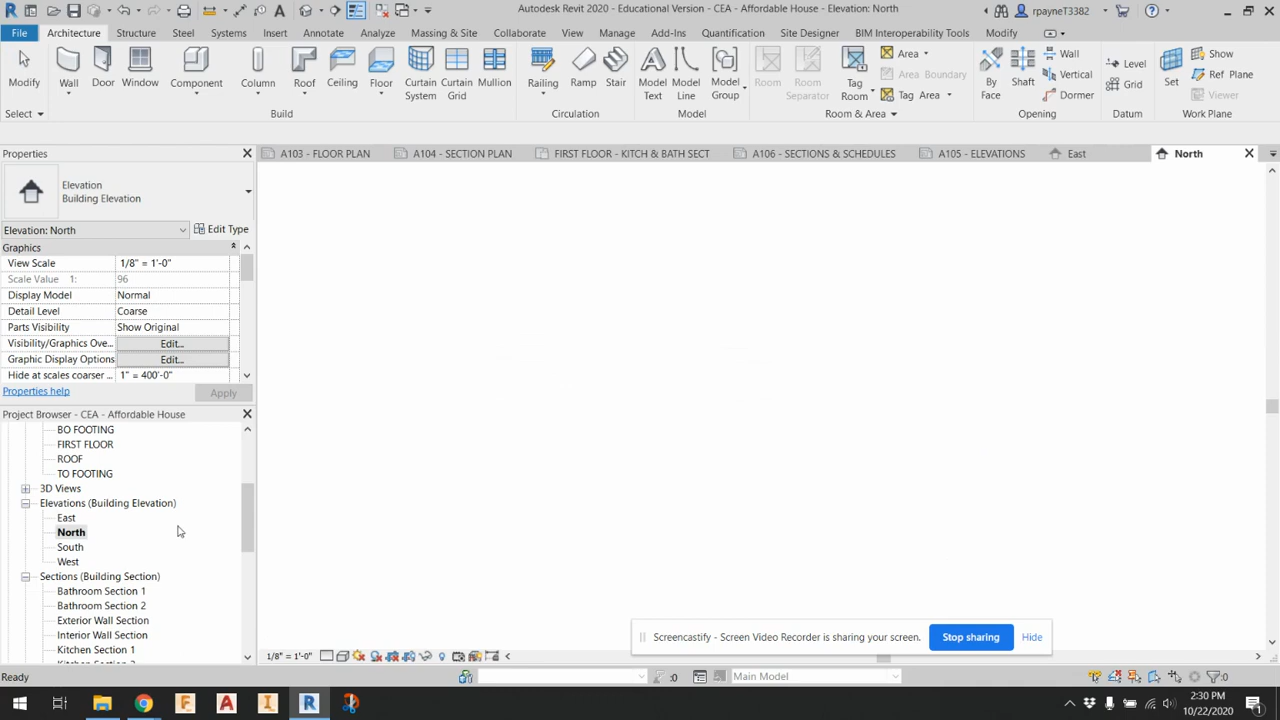 Autodesk Revit 2020 - Educational Version - CEA - Affordable House - Elevation: North
rpayneT3382
File Architecture Structure Steel Systems Insert Annotate Analyze Massing & Site Collaborate View Manage Add-Ins Quantification Site Designer BIM Interoperability Tools Modify
Modify Wall Door Window Component Column Roof Ceiling Floor Curtain System Curtain Grid Mullion Railing Ramp Stair Model Text Model Line Model Group Room Room Separator Tag Room Area Area Boundary Tag Area By Face Shaft Wall Vertical Dormer Level Grid Set Show Ref Plane Viewer
Select Build Circulation Model Room & Area Opening Datum Work Plane
Properties
A103 - FLOOR PLAN A104 - SECTION PLAN FIRST FLOOR - KITCH & BATH SECT A106 - SECTIONS & SCHEDULES A105 - ELEVATIONS East North
Elevation
Building Elevation
Elevation: North Edit Type
Graphics
View Scale 1/8" = 1'-0"
Scale Value 1: 96
Display Model Normal
Detail Level Coarse
Parts Visibility Show Original
Visibility/Graphics Ove... Edit...
Graphic Display Options Edit...
Hide at scales coarser ... 1" = 400'-0"
Properties help Apply
Project Browser - CEA - Affordable House
BO FOOTING
FIRST FLOOR
ROOF
TO FOOTING
3D Views
Elevations (Building Elevation)
East
North
South
West
Sections (Building Section)
Bathroom Section 1
Bathroom Section 2
Exterior Wall Section
Interior Wall Section
Kitchen Section 1
Screencastify - Screen Video Recorder is sharing your screen. Stop sharing Hide
1/8" = 1'-0"
Ready :0 Main Model :0
2:30 PM
10/22/2020